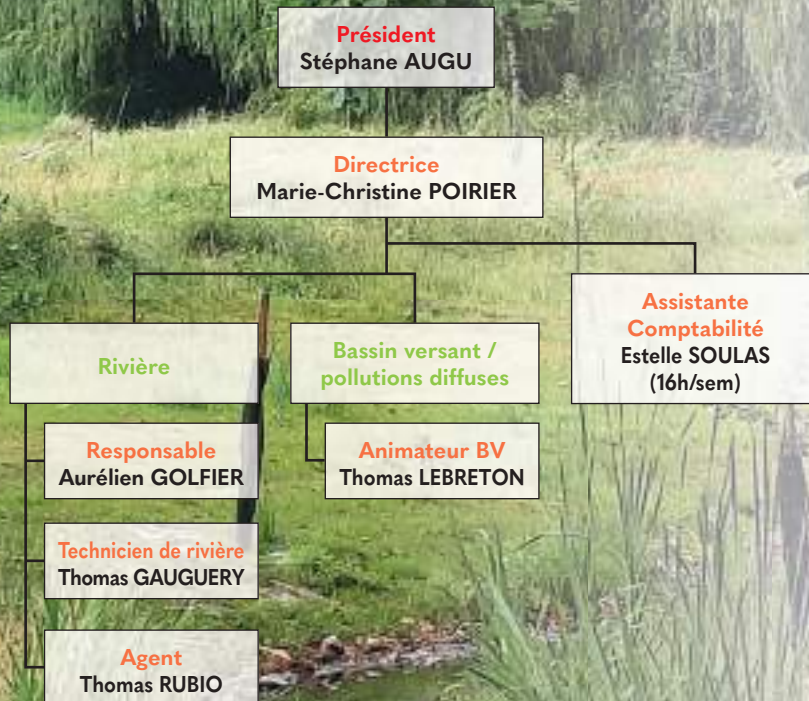 Président
Stéphane AUGU
Directrice
Marie-Christine POIRIER
Assistante
Comptabilité
Estelle SOULAS
(16h/sem)
Rivière
Bassin versant /
pollutions diffuses
Responsable
Aurélien GOLFIER
Animateur BV
Thomas LEBRETON
Technicien de rivière
Thomas GAUGUERY
Agent
Thomas RUBIO